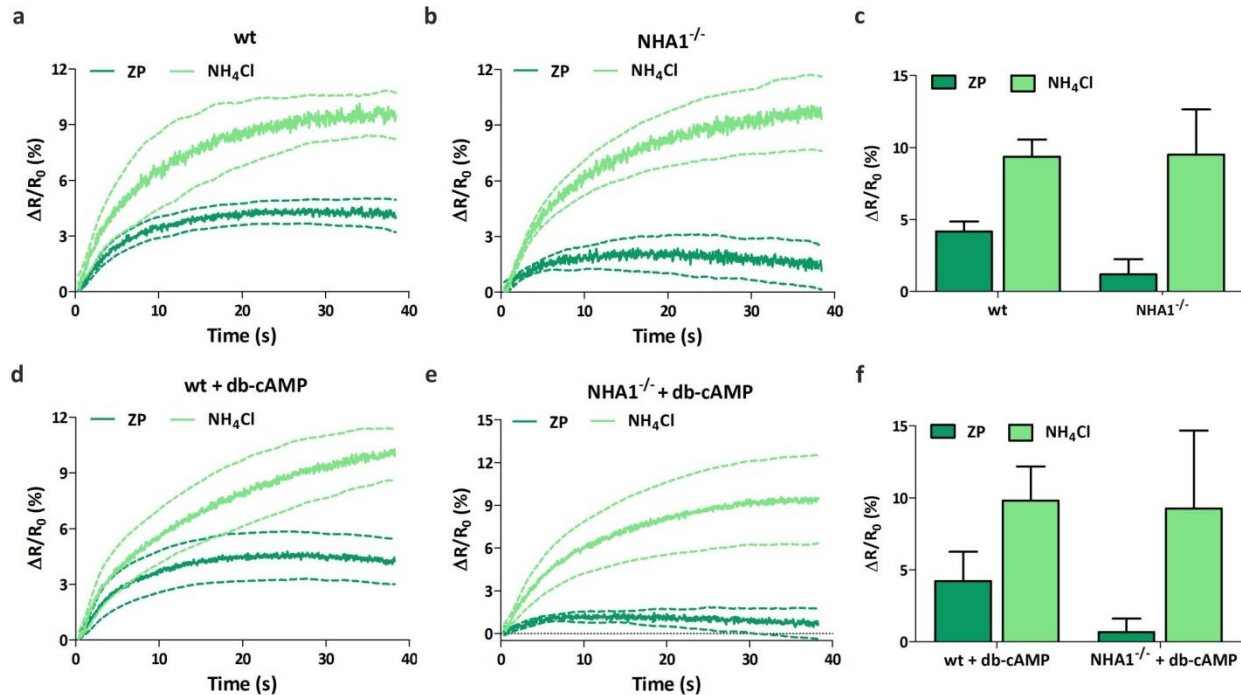 a
wt
ZP NH₄Cl
12
9
6
3
0
ΔR/R₀ (%)
0 10 20 30 40
Time (s)
b
NHA1⁻/⁻
ZP NH₄Cl
12
9
6
3
0
ΔR/R₀ (%)
0 10 20 30 40
Time (s)
c
ZP NH₄Cl
15
10
5
0
ΔR/R₀ (%)
wt NHA1⁻/⁻
d
wt + db-cAMP
ZP NH₄Cl
12
9
6
3
0
ΔR/R₀ (%)
0 10 20 30 40
Time (s)
e
NHA1⁻/⁻ + db-cAMP
ZP NH₄Cl
15
12
9
6
3
0
ΔR/R₀ (%)
0 10 20 30 40
Time (s)
f
ZP NH₄Cl
15
10
5
0
ΔR/R₀ (%)
wt + db-cAMP NHA1⁻/⁻ + db-cAMP